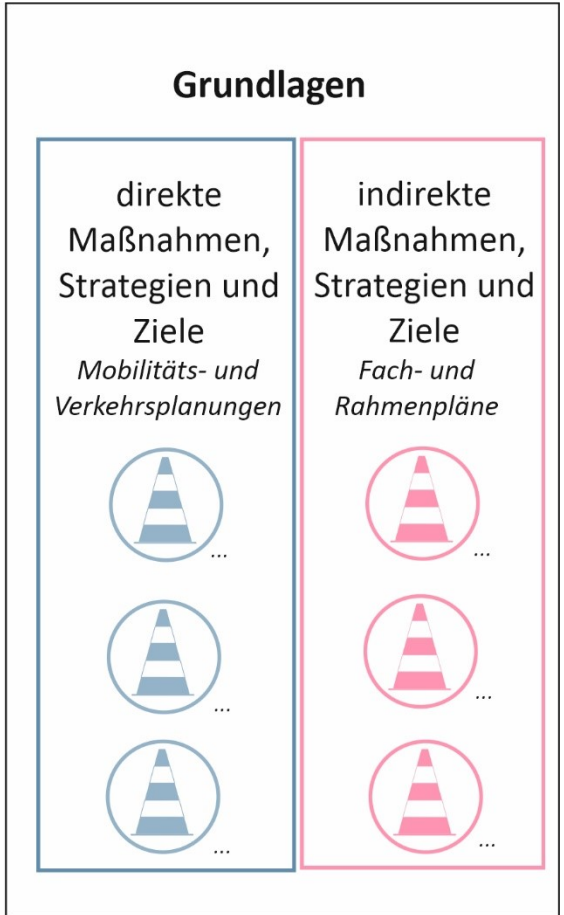 Grundlagen
direkte
Maßnahmen,
Strategien und
Ziele
Mobilitäts- und
Verkehrsplanungen
...
...
...
indirekte
Maßnahmen,
Strategien und
Ziele
Fach- und
Rahmenpläne
...
...
...